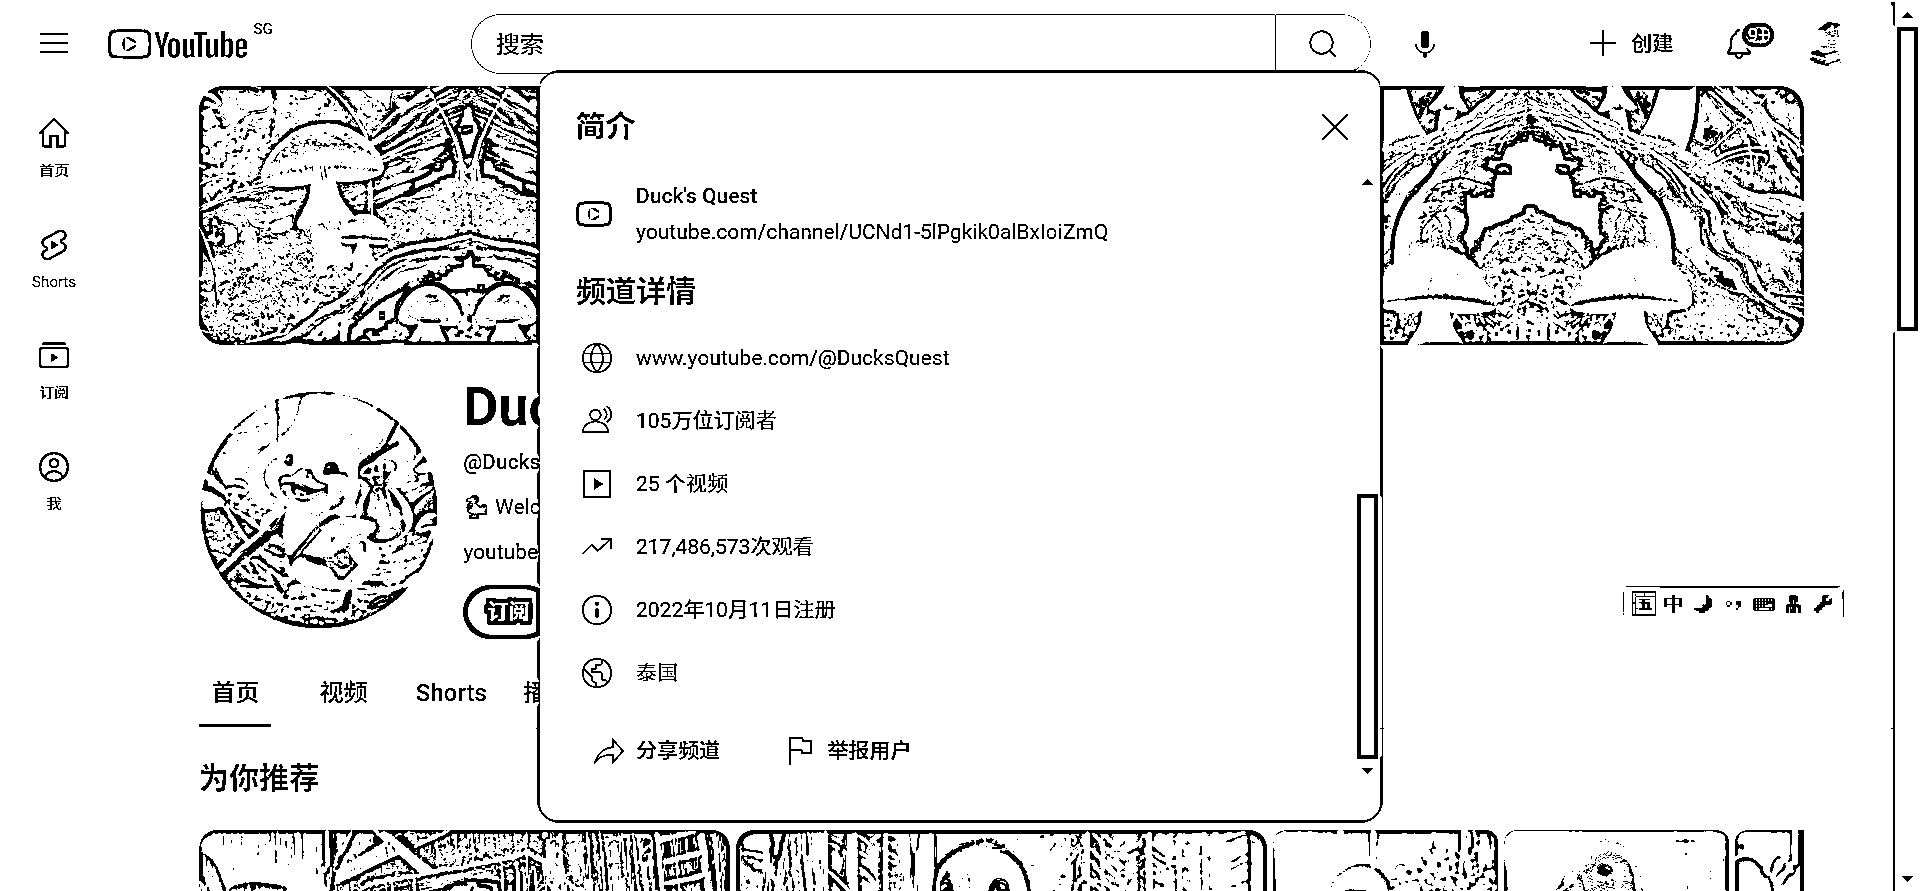 YouTube SG
搜索
创建
9+
首页
Shorts
订阅
我
简介
Duck's Quest
youtube.com/channel/UCNd1-5lPgkik0alBxIoiZmQ
频道详情
www.youtube.com/@DucksQuest
105万位订阅者
25 个视频
217,486,573次观看
2022年10月11日注册
泰国
分享频道
举报用户
Duc
@Ducks
Welc
youtube
订阅
首页
视频
Shorts
播
为你推荐
五 中